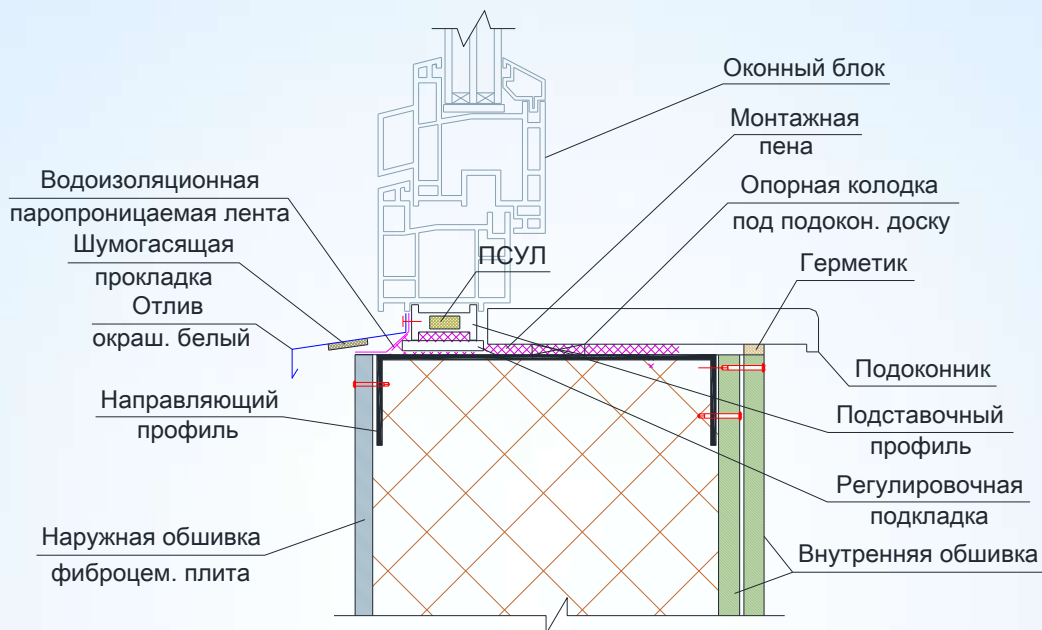 Оконный блок
Монтажная
пена
Водоизоляционная
паропроницаемая лента
Опорная колодка
под подокон. доску
Шумогасящая
прокладка
ПСУЛ
Герметик
Отлив
окраш. белый
Подоконник
Направляющий
профиль
Подставочный
профиль
Регулировочная
подкладка
Наружная обшивка
фиброцем. плита
Внутренняя обшивка